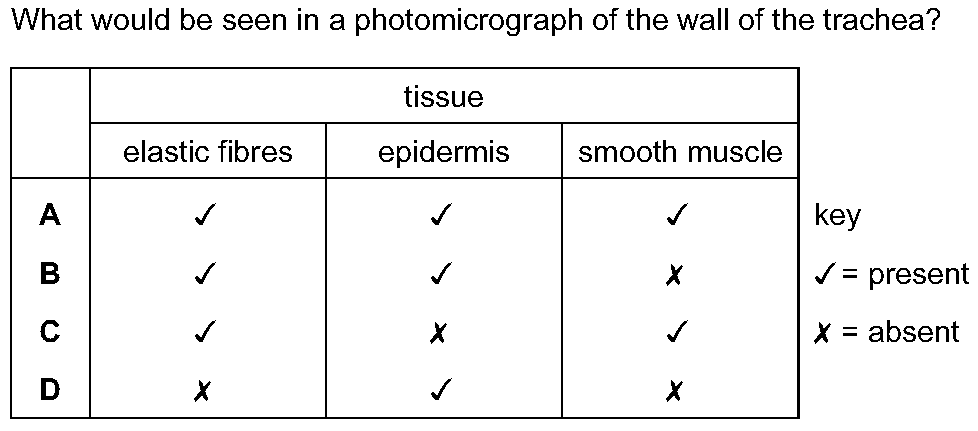 What would be seen in a photomicrograph of the wall of the trachea?
tissue
elastic fibres epidermis smooth muscle
A ✓ ✓ ✓ key
B ✓ ✓ ✗ ✓ = present
C ✓ ✗ ✓ ✗ = absent
D ✗ ✓ ✗